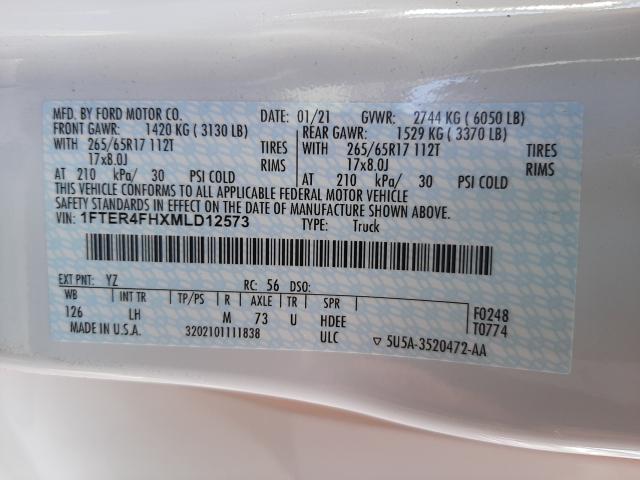 MFD. BY FORD MOTOR CO. DATE: 01/21 GVWR: 2744 KG ( 6050 LB)
FRONT GAWR: 1420 KG ( 3130 LB) REAR GAWR: 1529 KG ( 3370 LB)
WITH 265/65R17 112T TIRES WITH 265/65R17 112T TIRES
17x8.0J RIMS 17x8.0J RIMS
AT 210 kPa/ 30 PSI COLD AT 210 kPa/ 30 PSI COLD
THIS VEHICLE CONFORMS TO ALL APPLICABLE FEDERAL MOTOR VEHICLE
SAFETY STANDARDS IN EFFECT ON THE DATE OF MANUFACTURE SHOWN ABOVE.
VIN: 1FTER4FHXMLD12573 TYPE: Truck
EXT PNT: YZ RC: 56 DSO:
WB INT TR TP/PS R AXLE TR SPR F0248
126 LH M 73 U HDEE T0774
MADE IN U.S.A. 3202101111838 ULC ▽ 5U5A-3520472-AA